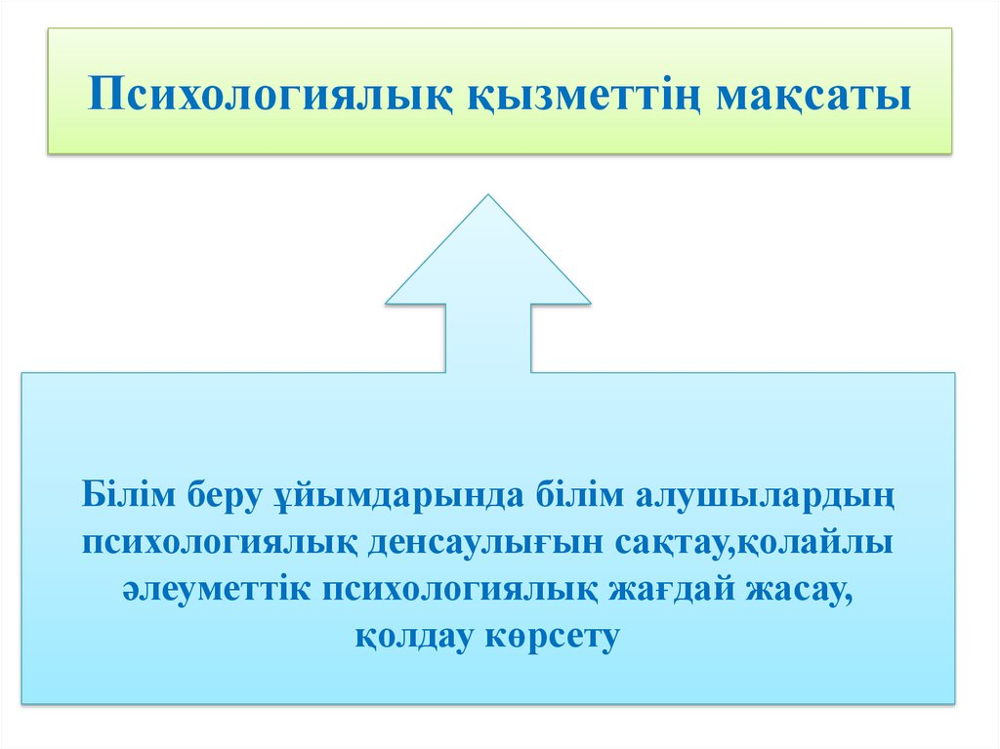 Психологиялық қызметтің мақсаты
Білім беру ұйымдарында білім алушылардың
психологиялық денсаулығын сақтау,қолайлы
әлеуметтік психологиялық жағдай жасау,
қолдау көрсету